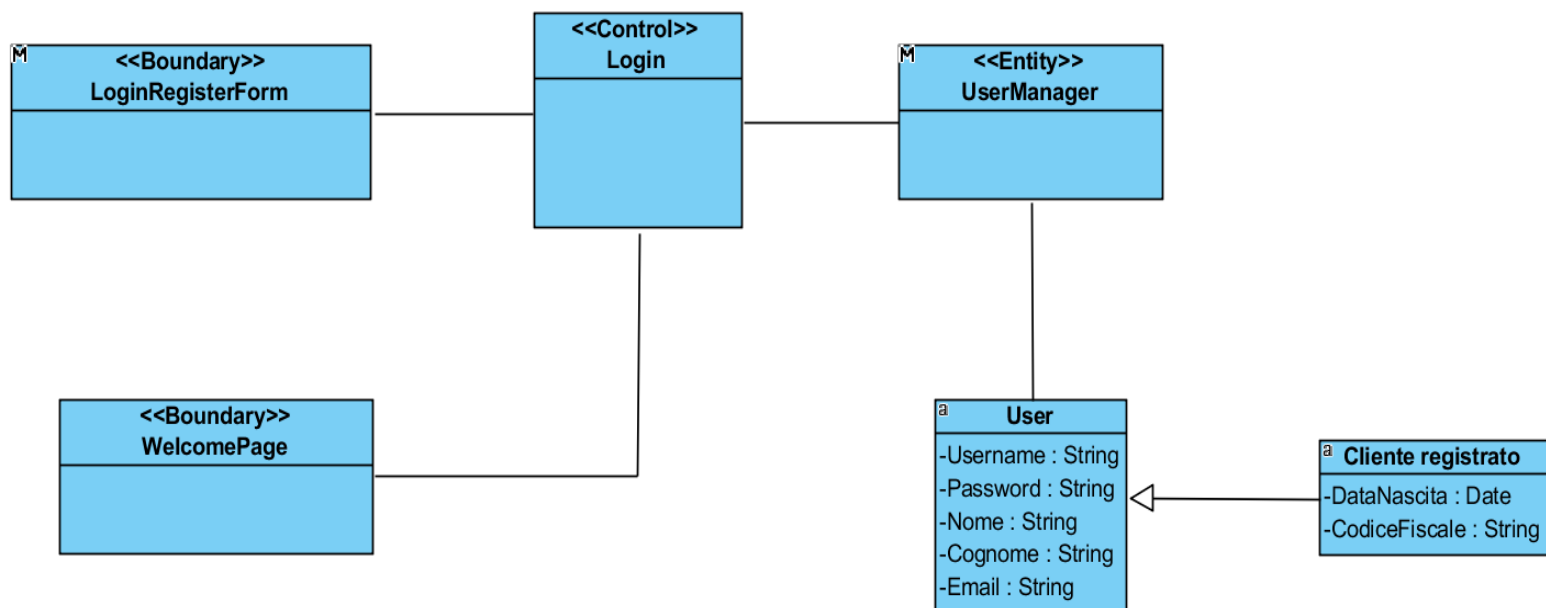 <<Boundary>>
LoginRegisterForm
<<Control>>
Login
<<Entity>>
UserManager
<<Boundary>>
WelcomePage
User
-Username : String
-Password : String
-Nome : String
-Cognome : String
-Email : String
Cliente registrato
-DataNascita : Date
-CodiceFiscale : String
M
M
a
a